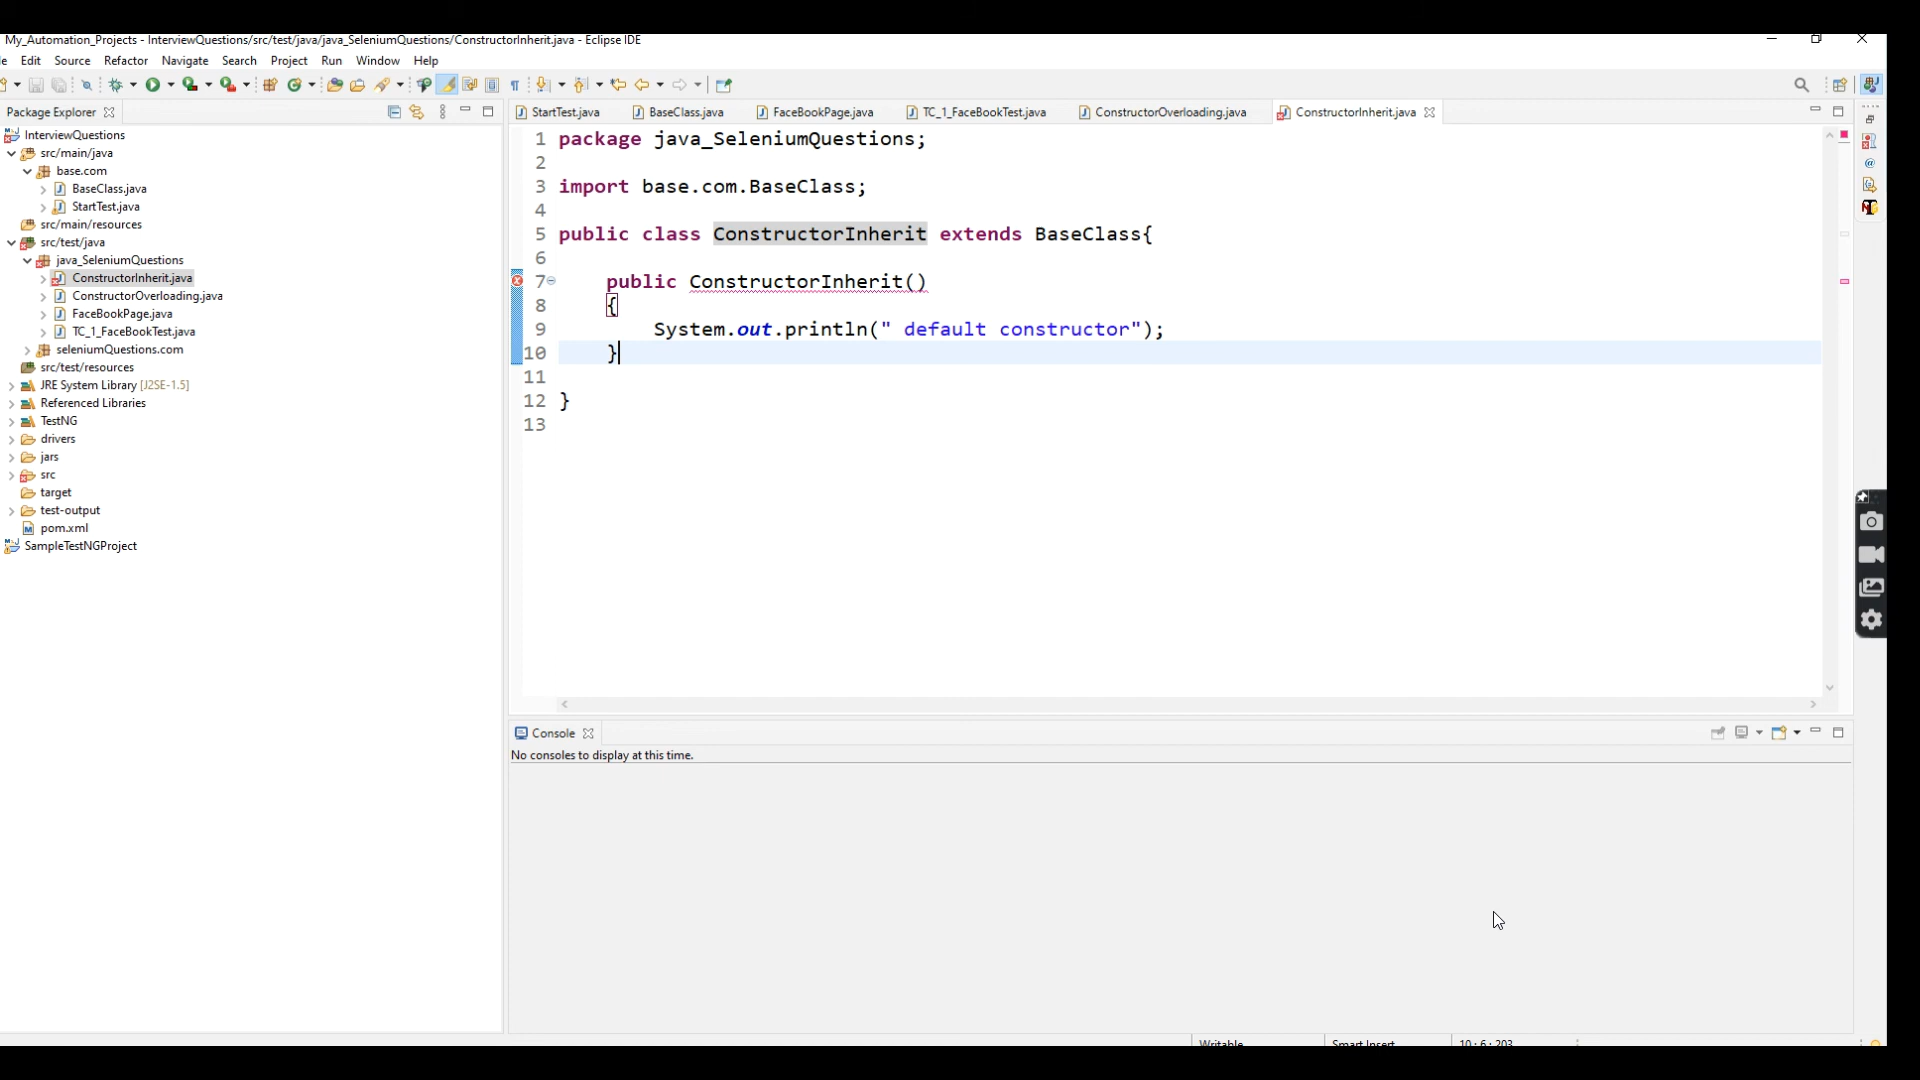 My_Automation_Projects - InterviewQuestions/src/test/java/java_SeleniumQuestions/ConstructorInherit.java - Eclipse IDE
Edit Source Refactor Navigate Search Project Run Window Help
Package Explorer
InterviewQuestions
src/main/java
base.com
BaseClass.java
StartTest.java
src/main/resources
src/test/java
java_SeleniumQuestions
ConstructorInherit.java
ConstructorOverloading.java
FaceBookPage.java
TC_1_FaceBookTest.java
seleniumQuestions.com
src/test/resources
JRE System Library [J2SE-1.5]
Referenced Libraries
TestNG
drivers
jars
src
target
test-output
pom.xml
SampleTestNGProject
StartTest.java BaseClass.java FaceBookPage.java TC_1_FaceBookTest.java ConstructorOverloading.java ConstructorInherit.java
1 package java_SeleniumQuestions;
2
3 import base.com.BaseClass;
4
5 public class ConstructorInherit extends BaseClass{
6
7 public ConstructorInherit()
8 {
9 System.out.println(" default constructor");
10 }
11
12 }
13
Console
No consoles to display at this time.
Writable Smart Insert 10 : 6 : 203